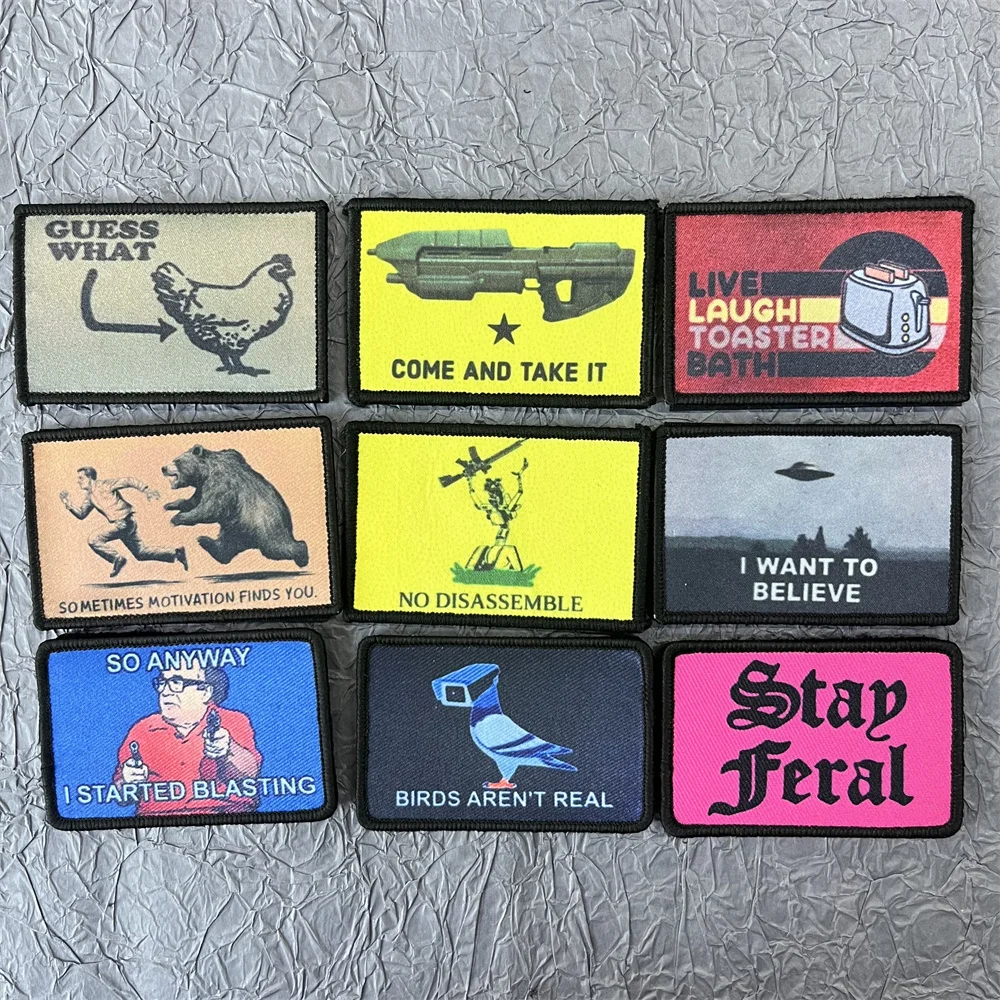 GUESS
WHAT
COME AND TAKE IT
LIVE
LAUGH
TOASTER
BATH
SOMETIMES MOTIVATION FINDS YOU.
NO DISASSEMBLE
I WANT TO
BELIEVE
SO ANYWAY
I STARTED BLASTING
BIRDS AREN'T REAL
Stay
Feral